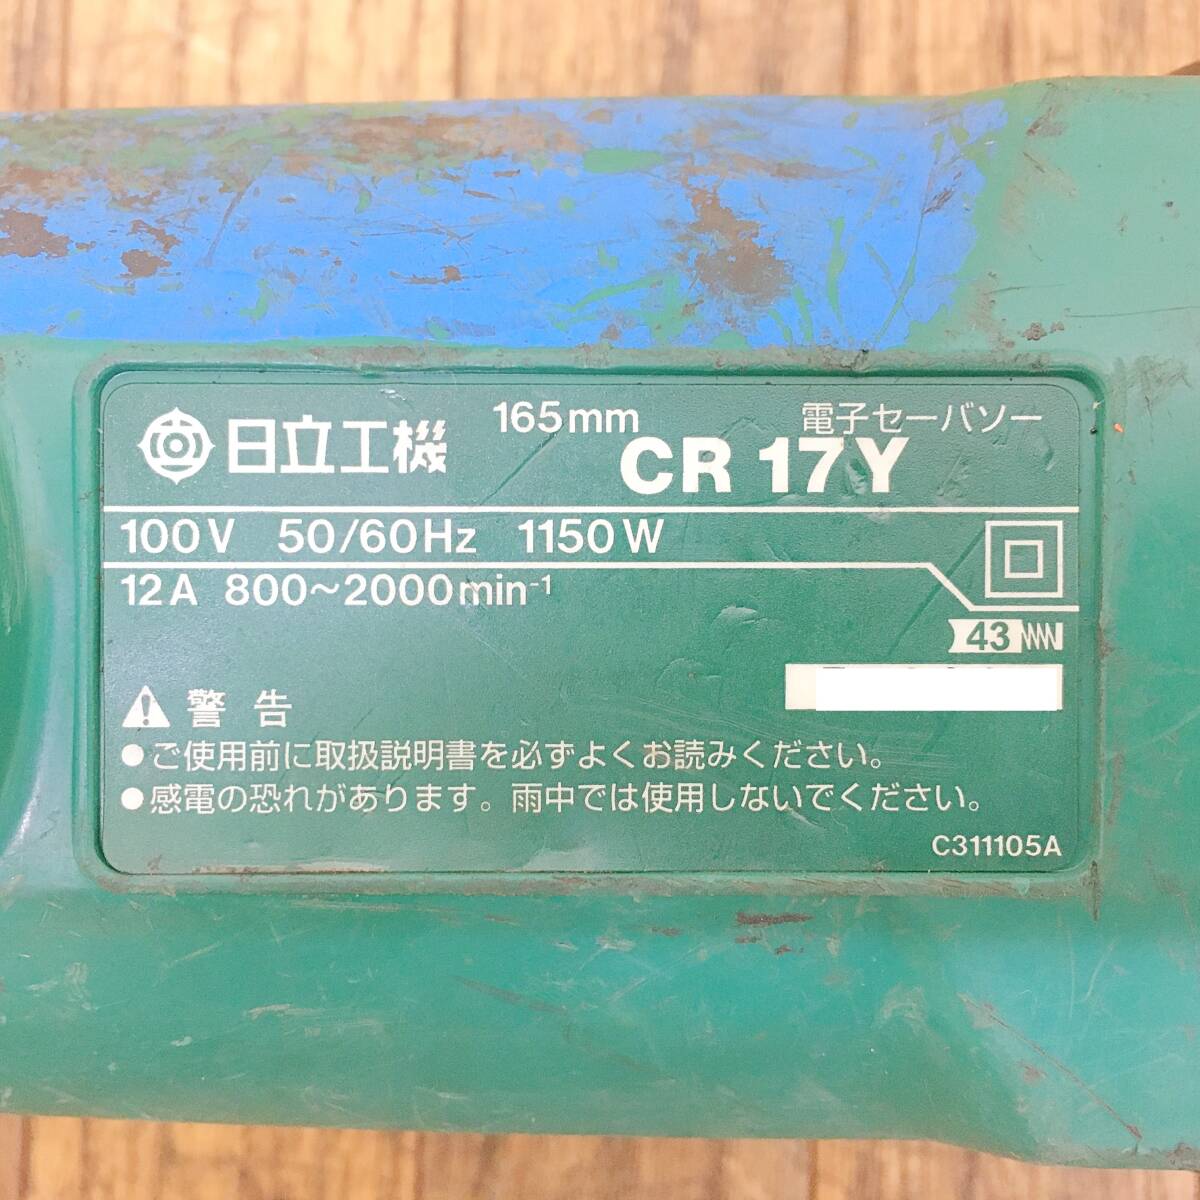 日立工機
165mm
電子セーバソー
CR 17Y
100V 50/60Hz 1150W
12A 800~2000min-1
43
警告
●ご使用前に取扱説明書を必ずよくお読みください。
●感電の恐れがあります。雨中では使用しないでください。
C311105A